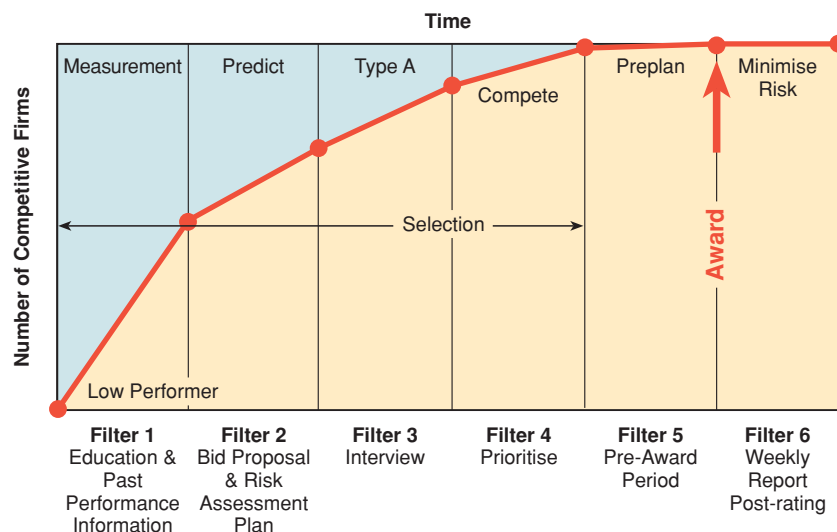 Time
Measurement
Predict
Type A
Compete
Preplan
Minimise
Risk
Number of Competitive Firms
Selection
Award
Low Performer
Filter 1
Education &
Past
Performance
Information
Filter 2
Bid Proposal
& Risk
Assessment
Plan
Filter 3
Interview
Filter 4
Prioritise
Filter 5
Pre-Award
Period
Filter 6
Weekly
Report
Post-rating